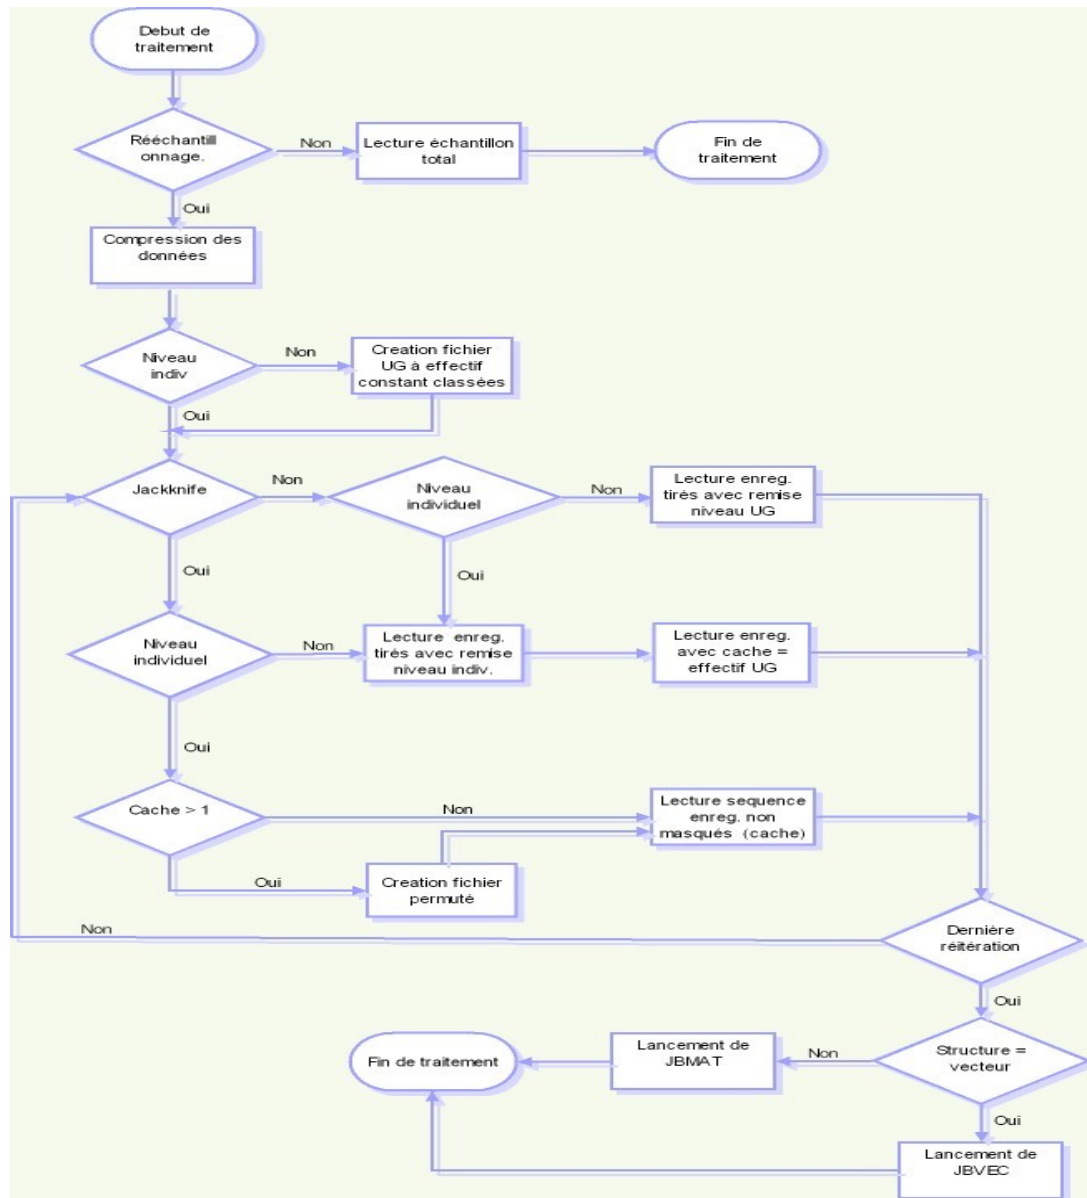 Debut de
traitement
Rééchantill
onnage.
Non
Lecture échantillon
total
Fin de
traitement
Oui
Compression des
données
Niveau
indiv
Non
Creation fichier
UG à effectif
constant classées
Oui
Jackknife
Non
Niveau
individuel
Non
Lecture enreg.
tirés avec remise
niveau UG
Oui
Oui
Niveau
individuel
Non
Lecture enreg.
tirés avec remise
niveau indiv.
Lecture enreg.
avec cache =
effectif UG
Oui
Cache > 1
Non
Lecture sequence
enreg. non
masqués (cache)
Oui
Creation fichier
permuté
Non
Dernière
réitération
Oui
Fin de traitement
Lancement de
JBMAT
Non
Structure =
vecteur
Oui
Lancement de
JBVEC